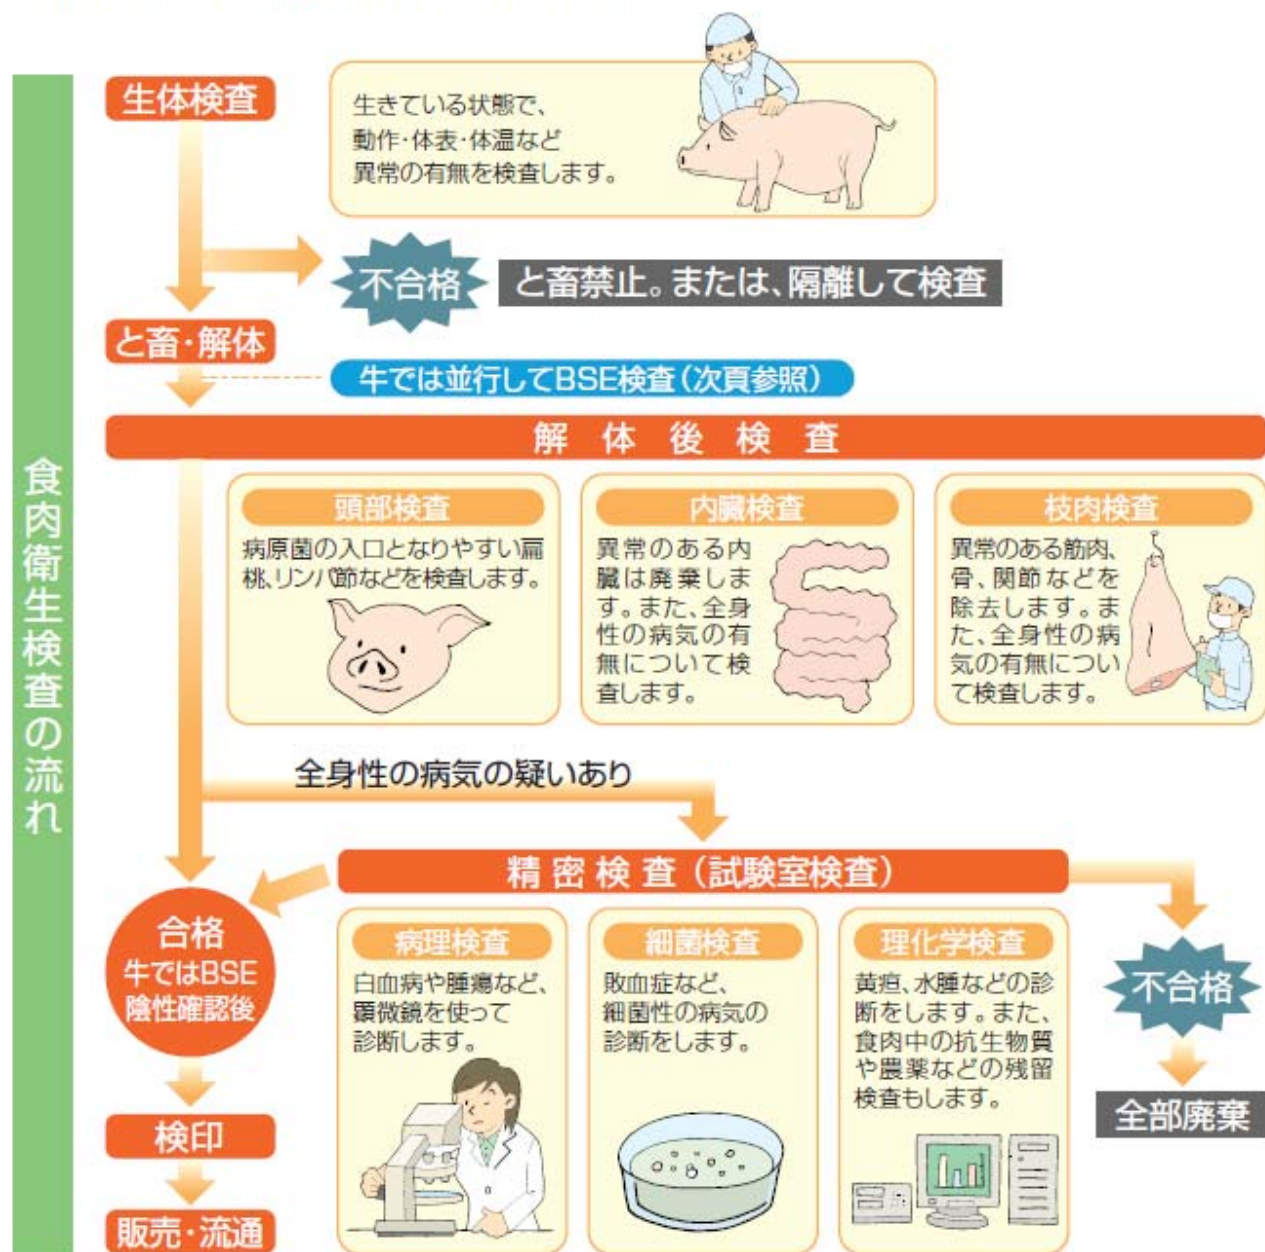 食肉衛生検査の流れ
生体検査
生きている状態で、
動作・体表・体温など
異常の有無を検査します。
不合格
と畜禁止。または、隔離して検査
と畜・解体
牛では並行してBSE検査(次頁参照)
解体後検査
頭部検査
病原菌の入口となりやすい扁
桃、リンパ節などを検査します。
内臓検査
異常のある内
臓は廃棄しま
す。また、全身
性の病気の有
無について検
査します。
枝肉検査
異常のある筋肉、
骨、関節などを
除去します。ま
た、全身性の病
気の有無につい
て検査します。
全身性の病気の疑いあり
精密検査(試験室検査)
合格
牛ではBSE
陰性確認後
病理検査
白血病や腫瘍など、
顕微鏡を使って
診断します。
細菌検査
敗血症など、
細菌性の病気の
診断をします。
理化学検査
黄疸、水腫などの診
断をします。また、
食肉中の抗生物質
や農薬などの残留
検査もします。
不合格
全部廃棄
検印
販売・流通